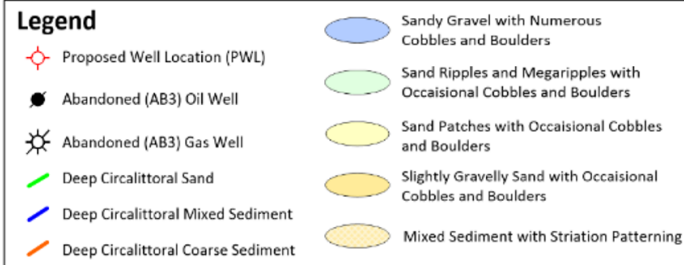 Legend
Proposed Well Location (PWL)
Abandoned (AB3) Oil Well
Abandoned (AB3) Gas Well
Deep Circalittoral Sand
Deep Circalittoral Mixed Sediment
Deep Circalittoral Coarse Sediment
Sandy Gravel with Numerous
Cobbles and Boulders
Sand Ripples and Megaripples with
Occaisional Cobbles and Boulders
Sand Patches with Occaisional Cobbles
and Boulders
Slightly Gravelly Sand with Occaisional
Cobbles and Boulders
Mixed Sediment with Striation Patterning